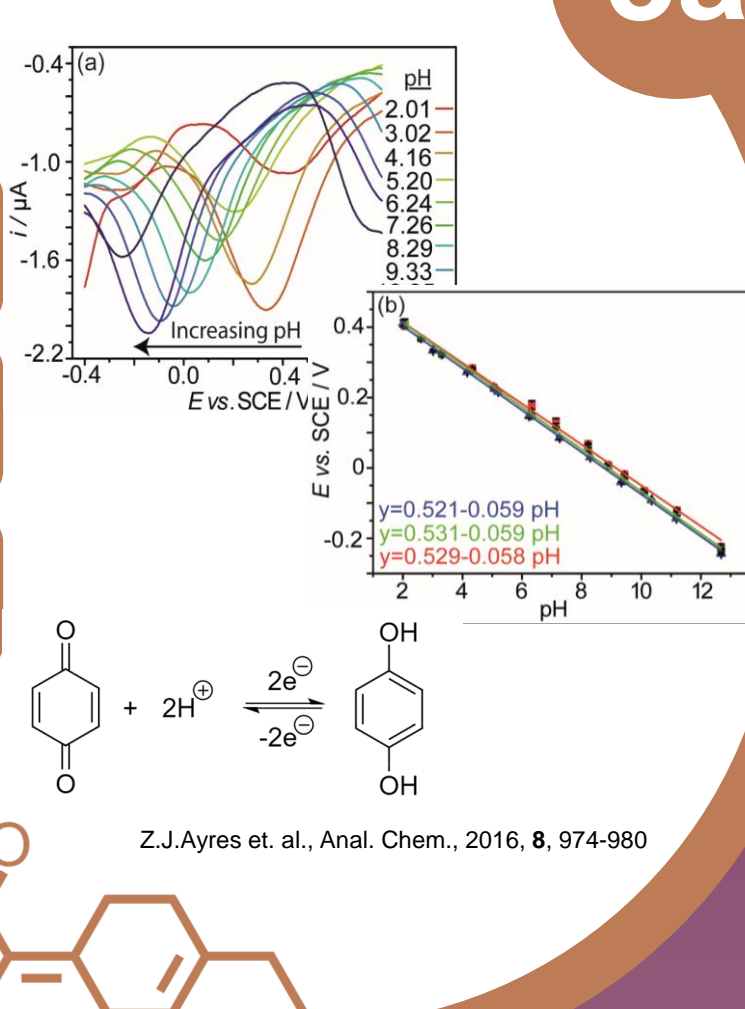 (a)
-0.4
-1.0
-1.6
-2.2
i / µA
pH
2.01
3.02
4.16
5.20
6.24
7.26
8.29
9.33
Increasing pH
-0.4
0.0
0.4
E vs. SCE / V
(b)
0.4
0.2
0
-0.2
E vs. SCE / V
y=0.521-0.059 pH
y=0.531-0.059 pH
y=0.529-0.058 pH
2 4 6 8 10 12
pH
O
O
+ 2H⊕
2e⊖
-2e⊖
OH
OH
Z.J.Ayres et. al., Anal. Chem., 2016, 8, 974-980
O